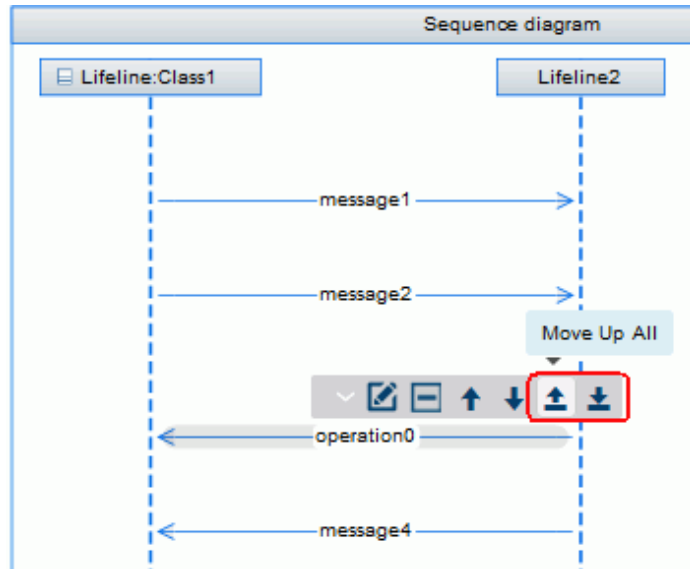 Sequence diagram
Lifeline:Class1
Lifeline2
message1
message2
Move Up All
operation0
message4